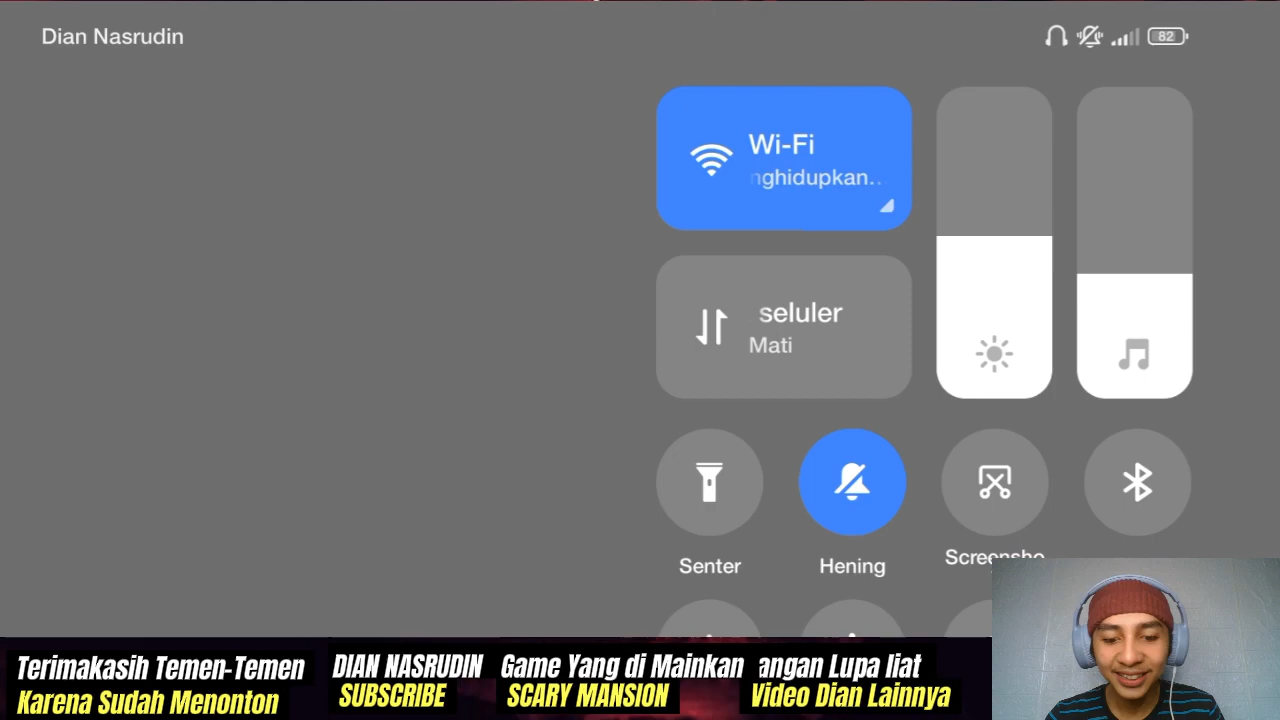 Dian Nasrudin
82
Wi-Fi
nghidupkan..
seluler
Mati
Senter
Hening
Screensho
Terimakasih Temen-Temen
Karena Sudah Menonton
DIAN NASRUDIN
SUBSCRIBE
Game Yang di Mainkan
SCARY MANSION
angan Lupa liat
Video Dian Lainnya